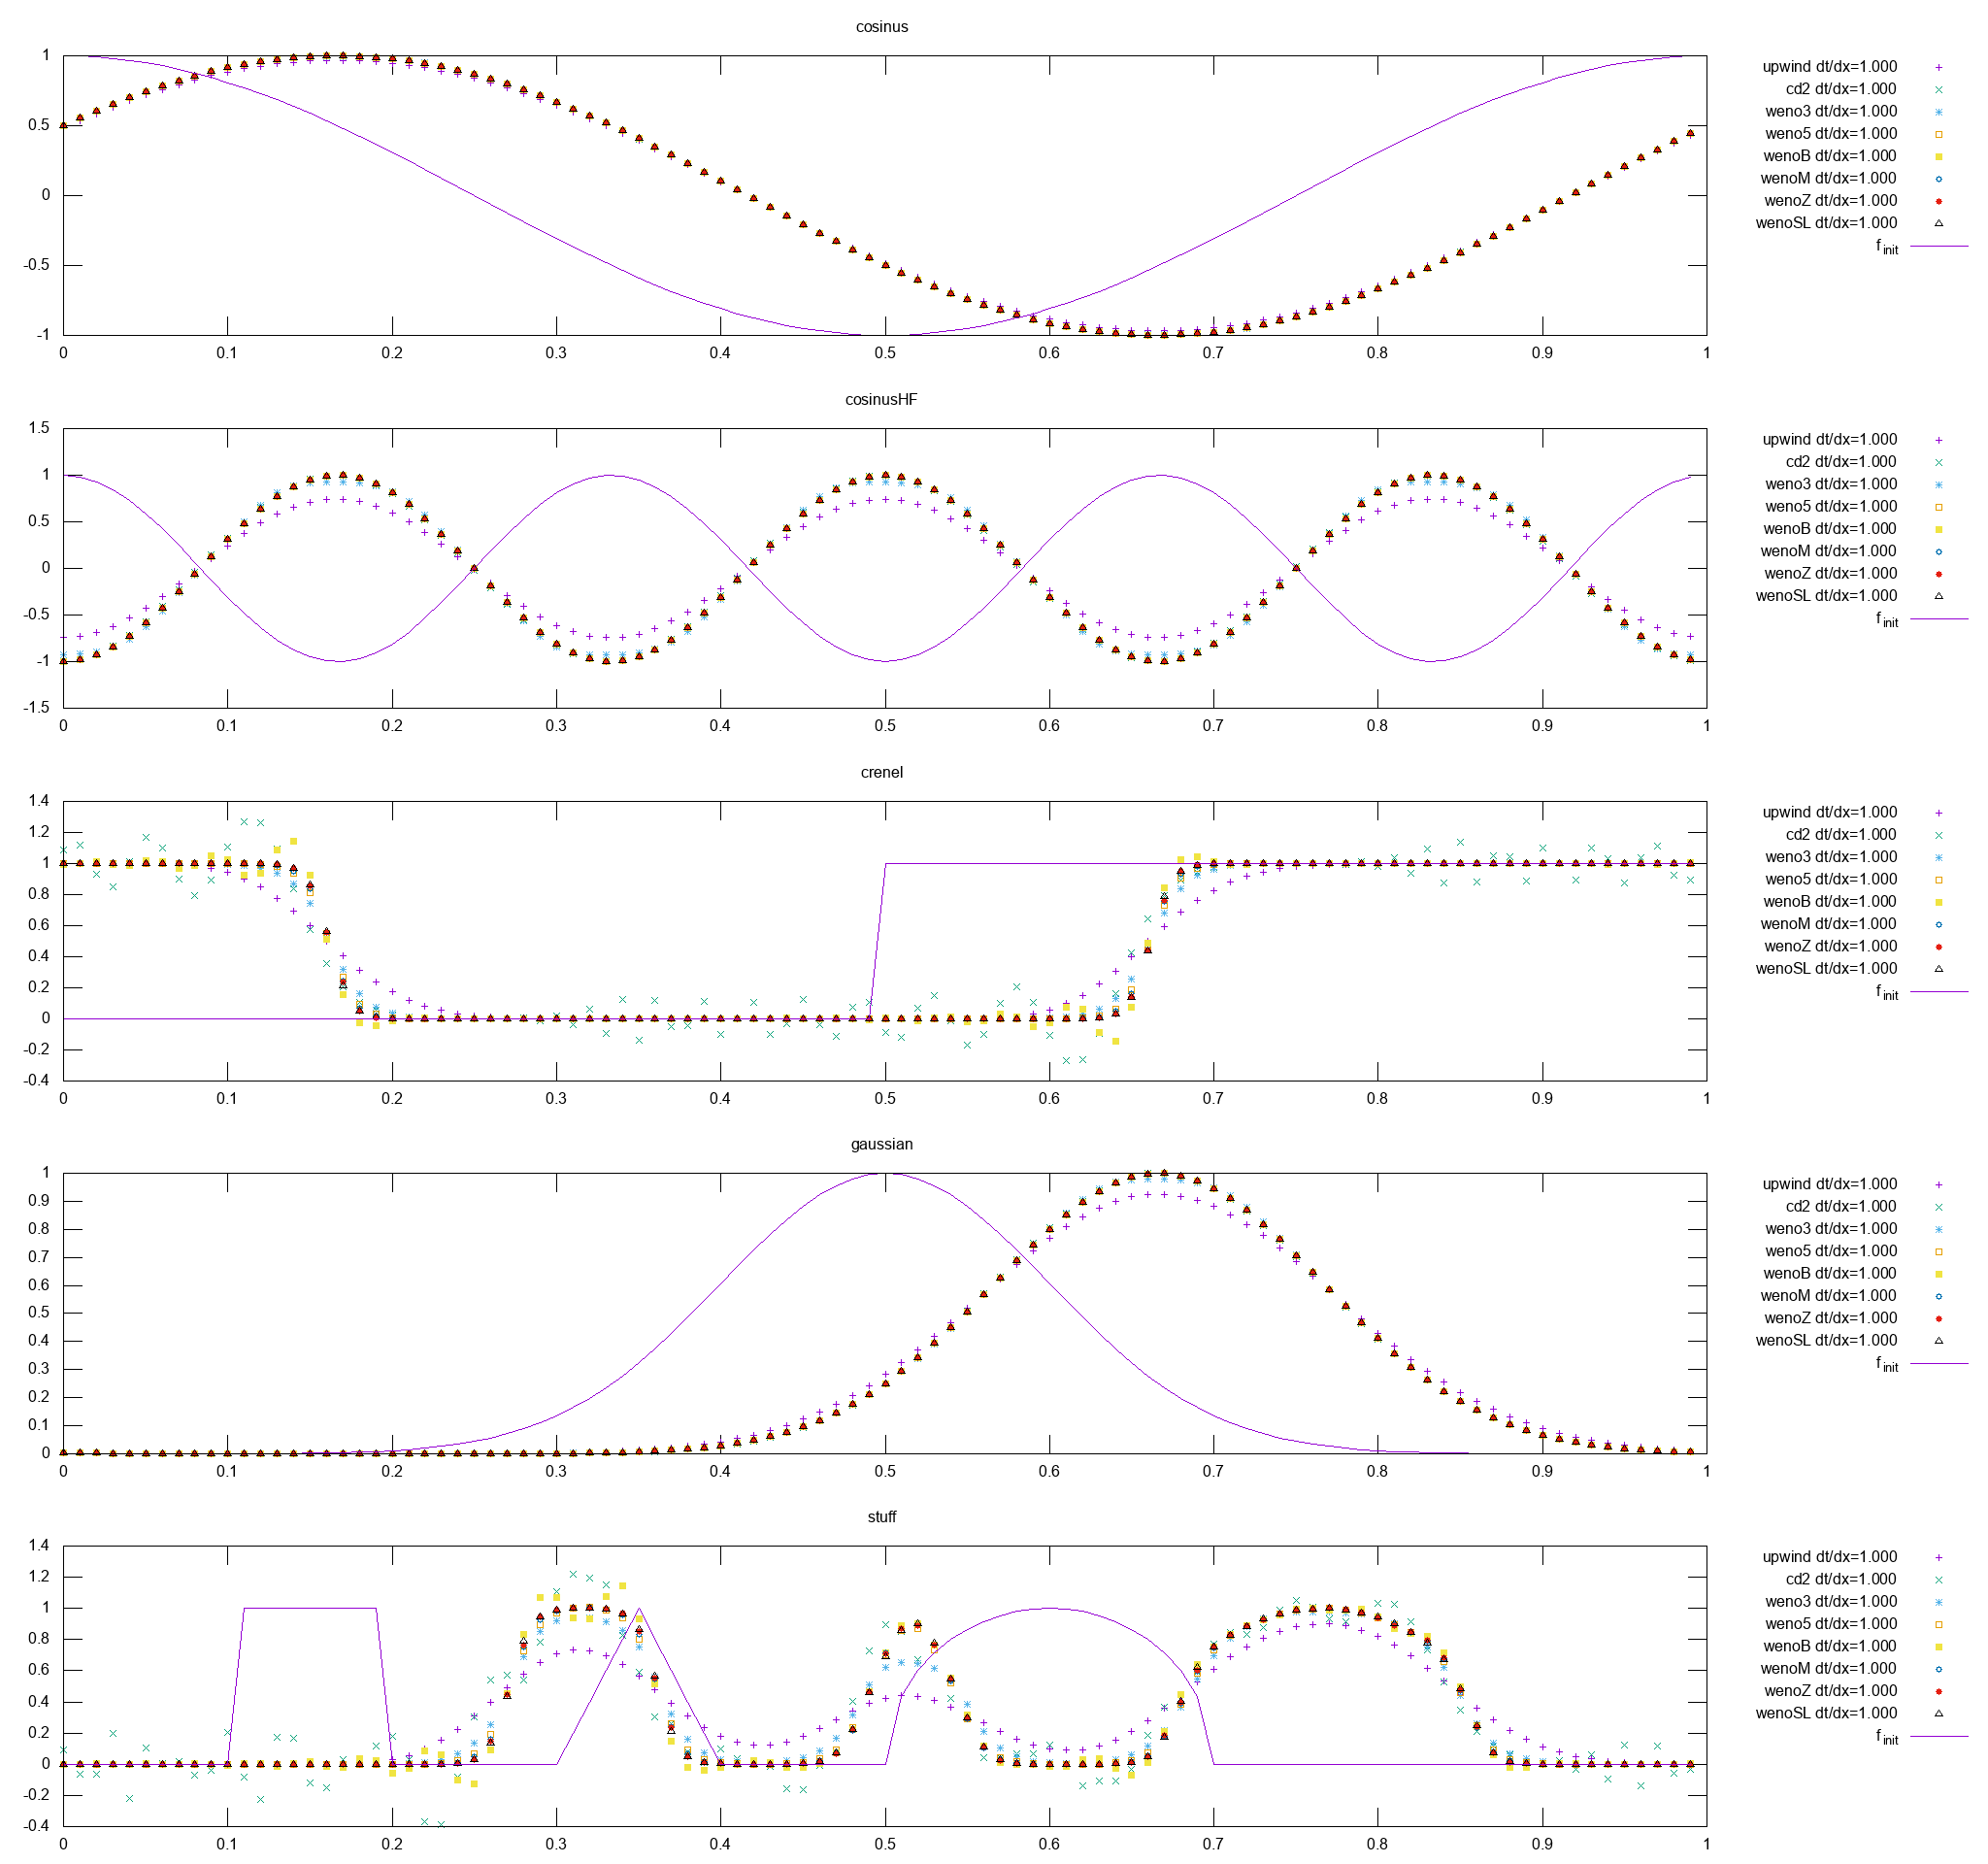 cosinus
1
0.5
0
-0.5
-1
0 0.1 0.2 0.3 0.4 0.5 0.6 0.7 0.8 0.9 1
upwind dt/dx=1.000
cd2 dt/dx=1.000
weno3 dt/dx=1.000
weno5 dt/dx=1.000
wenoB dt/dx=1.000
wenoM dt/dx=1.000
wenoZ dt/dx=1.000
wenoSL dt/dx=1.000
f init
cosinusHF
1.5
1
0.5
0
-0.5
-1
-1.5
0 0.1 0.2 0.3 0.4 0.5 0.6 0.7 0.8 0.9 1
upwind dt/dx=1.000
cd2 dt/dx=1.000
weno3 dt/dx=1.000
weno5 dt/dx=1.000
wenoB dt/dx=1.000
wenoM dt/dx=1.000
wenoZ dt/dx=1.000
wenoSL dt/dx=1.000
f init
crenel
1.4
1.2
1
0.8
0.6
0.4
0.2
0
-0.2
-0.4
0 0.1 0.2 0.3 0.4 0.5 0.6 0.7 0.8 0.9 1
upwind dt/dx=1.000
cd2 dt/dx=1.000
weno3 dt/dx=1.000
weno5 dt/dx=1.000
wenoB dt/dx=1.000
wenoM dt/dx=1.000
wenoZ dt/dx=1.000
wenoSL dt/dx=1.000
f init
gaussian
1
0.9
0.8
0.7
0.6
0.5
0.4
0.3
0.2
0.1
0
0 0.1 0.2 0.3 0.4 0.5 0.6 0.7 0.8 0.9 1
upwind dt/dx=1.000
cd2 dt/dx=1.000
weno3 dt/dx=1.000
weno5 dt/dx=1.000
wenoB dt/dx=1.000
wenoM dt/dx=1.000
wenoZ dt/dx=1.000
wenoSL dt/dx=1.000
f init
stuff
1.4
1.2
1
0.8
0.6
0.4
0.2
0
-0.2
-0.4
0 0.1 0.2 0.3 0.4 0.5 0.6 0.7 0.8 0.9 1
upwind dt/dx=1.000
cd2 dt/dx=1.000
weno3 dt/dx=1.000
weno5 dt/dx=1.000
wenoB dt/dx=1.000
wenoM dt/dx=1.000
wenoZ dt/dx=1.000
wenoSL dt/dx=1.000
f init